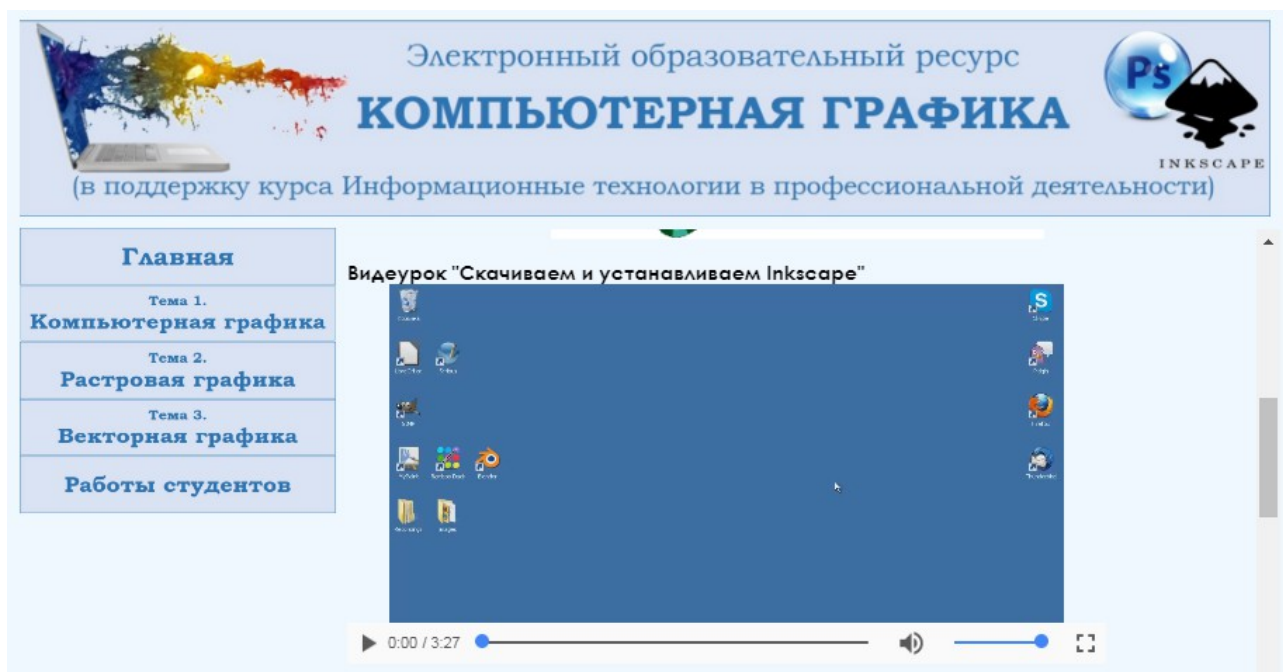 Электронный образовательный ресурс
КОМПЬЮТЕРНАЯ ГРАФИКА
Ps
INKSCAPE
(в поддержку курса Информационные технологии в профессиональной деятельности)
Главная
Тема 1.
Компьютерная графика
Тема 2.
Растровая графика
Тема 3.
Векторная графика
Работы студентов
Видеурок "Скачиваем и устанавливаем Inkscape"
S
0:00 / 3:27